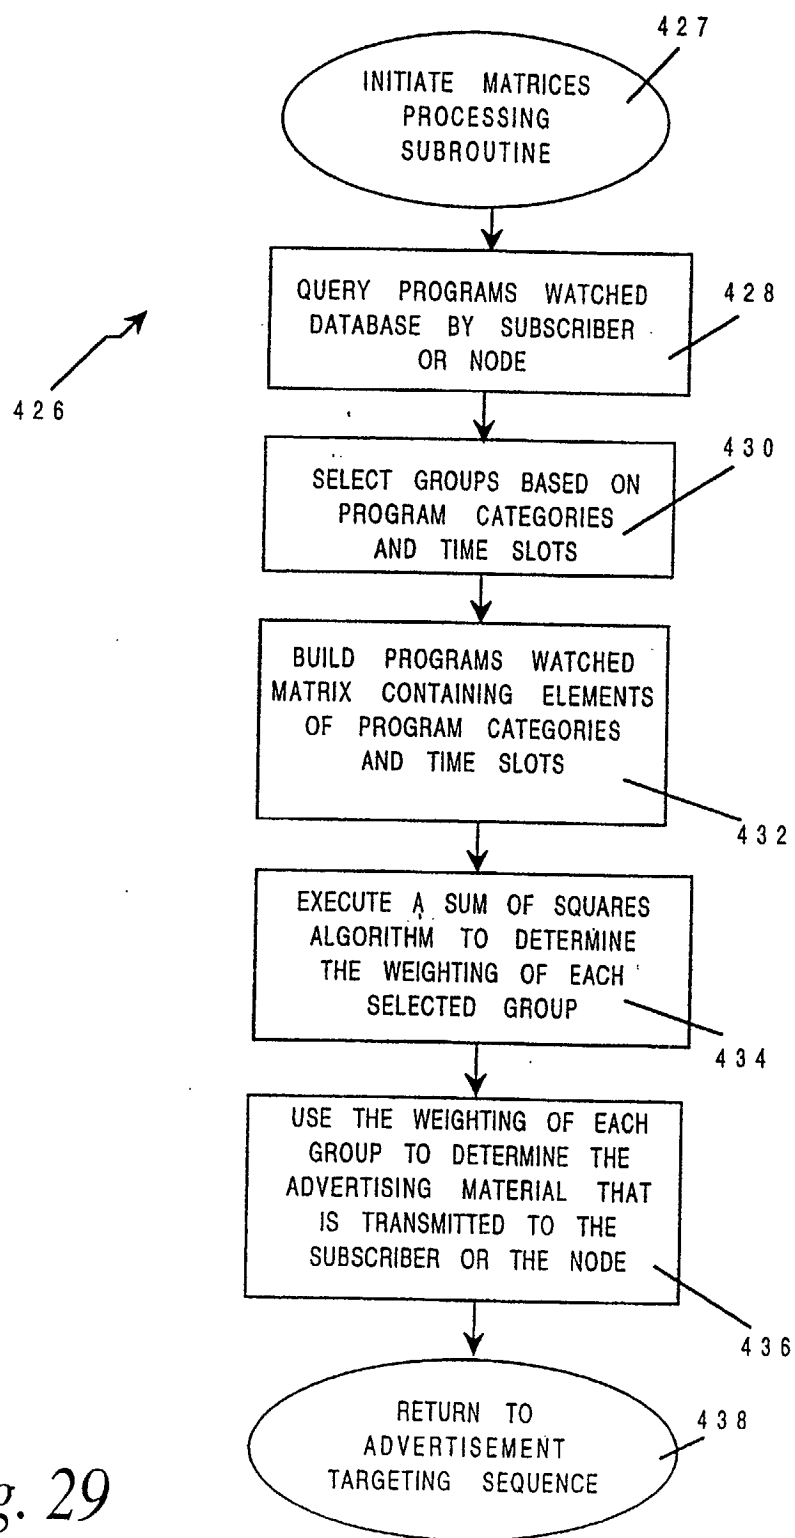 427
INITIATE MATRICES
PROCESSING
SUBROUTINE
QUERY PROGRAMS WATCHED
DATABASE BY SUBSCRIBER
OR NODE
428
426
430
SELECT GROUPS BASED ON
PROGRAM CATEGORIES
AND TIME SLOTS
BUILD PROGRAMS WATCHED
MATRIX CONTAINING ELEMENTS
OF PROGRAM CATEGORIES
AND TIME SLOTS
432
EXECUTE A SUM OF SQUARES
ALGORITHM TO DETERMINE
THE WEIGHTING OF EACH
SELECTED GROUP
434
USE THE WEIGHTING OF EACH
GROUP TO DETERMINE THE
ADVERTISING MATERIAL THAT
IS TRANSMITTED TO THE
SUBSCRIBER OR THE NODE
436
RETURN TO
ADVERTISEMENT
TARGETING SEQUENCE
438
g. 29